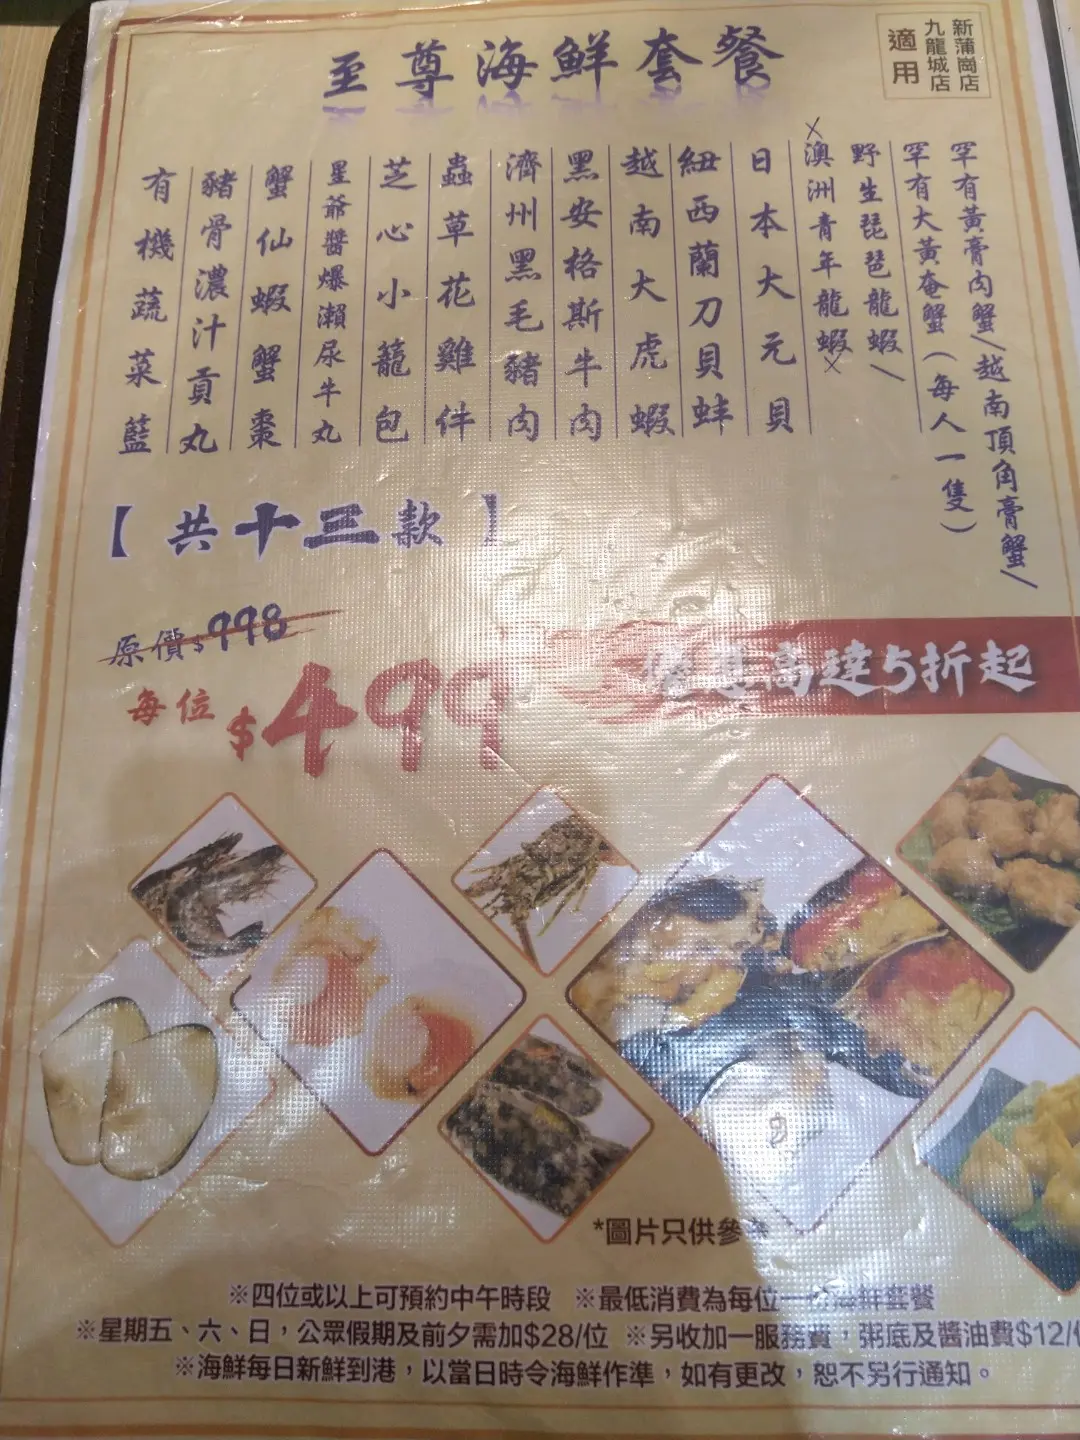 至尊海鮮套餐
新蒲崗店
九龍城店
適用
罕有黃膏肉蟹/越南頂角膏蟹/
罕有大黃奄蟹(每人一隻)
野生琵琶龍蝦/
澳洲青年龍蝦
日本大元貝
紐西蘭刀貝蚌
越南大虎蝦
黑安格斯牛肉
濟州黑毛豬肉
蟲草花雞件
芝心小籠包
星爺醬爆瀨尿牛丸
蟹仙蝦蟹棗
豬骨濃汁貢丸
有機蔬菜籃
【共十三款】
原價$998
每位$499
高達5折起
*圖片只供參
※四位或以上可預約中午時段 ※最低消費為每位一海鮮套餐
※星期五、六、日，公眾假期及前夕需加$28/位 ※另收加一服務費，粥底及醬油費$12/
※海鮮每日新鮮到港，以當日時令海鮮作準，如有更改，恕不另行通知。